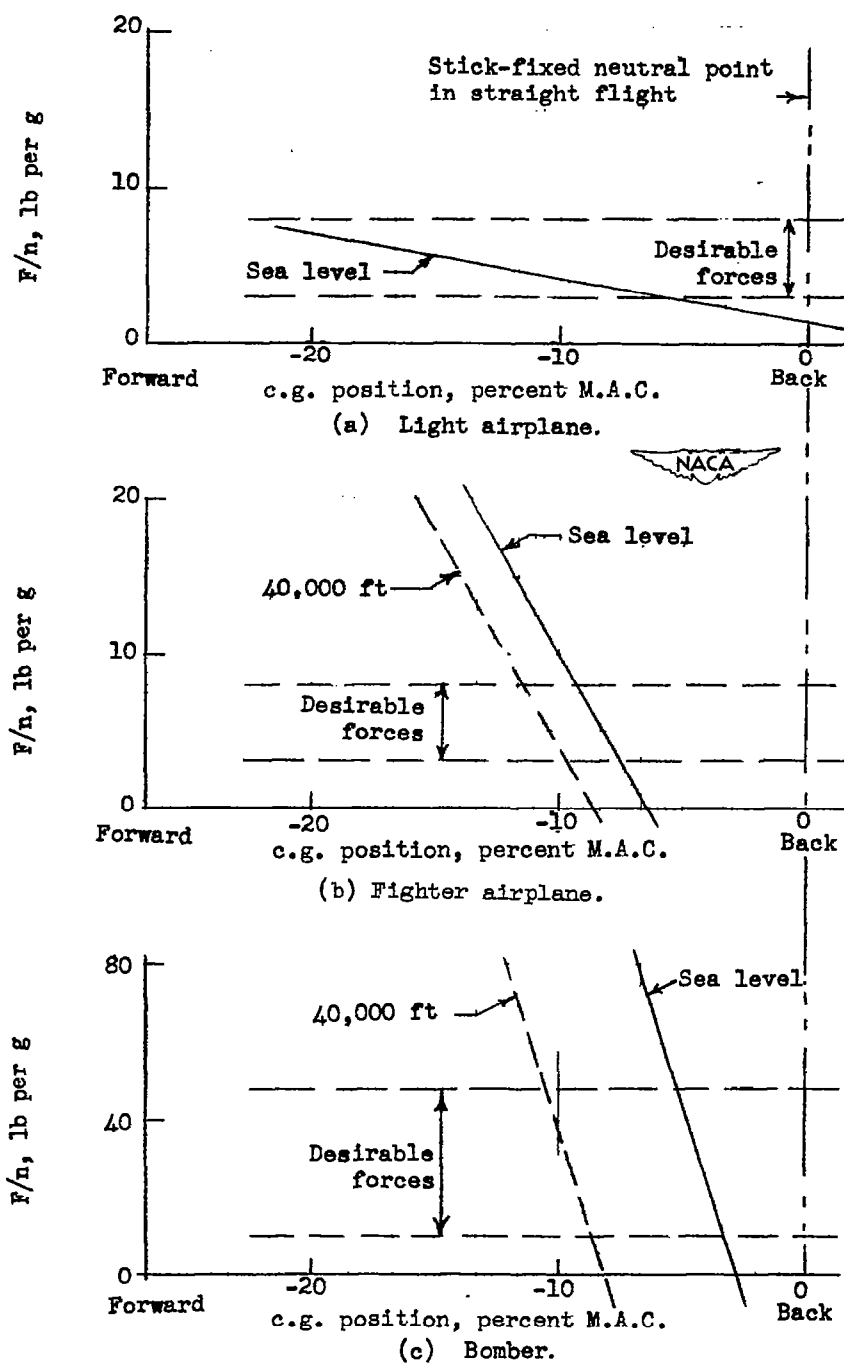 20
Stick-fixed neutral point
in straight flight
F/n, lb per g
10
Desirable
forces
Sea level
0
-20
-10
0
Forward
Back
c.g. position, percent M.A.C.
(a) Light airplane.
NACA
20
Sea level
40,000 ft
F/n, lb per g
10
Desirable
forces
0
-20
-10
0
Forward
Back
c.g. position, percent M.A.C.
(b) Fighter airplane.
80
Sea level
40,000 ft
F/n, lb per g
40
Desirable
forces
0
-20
-10
0
Forward
Back
c.g. position, percent M.A.C.
(c) Bomber.